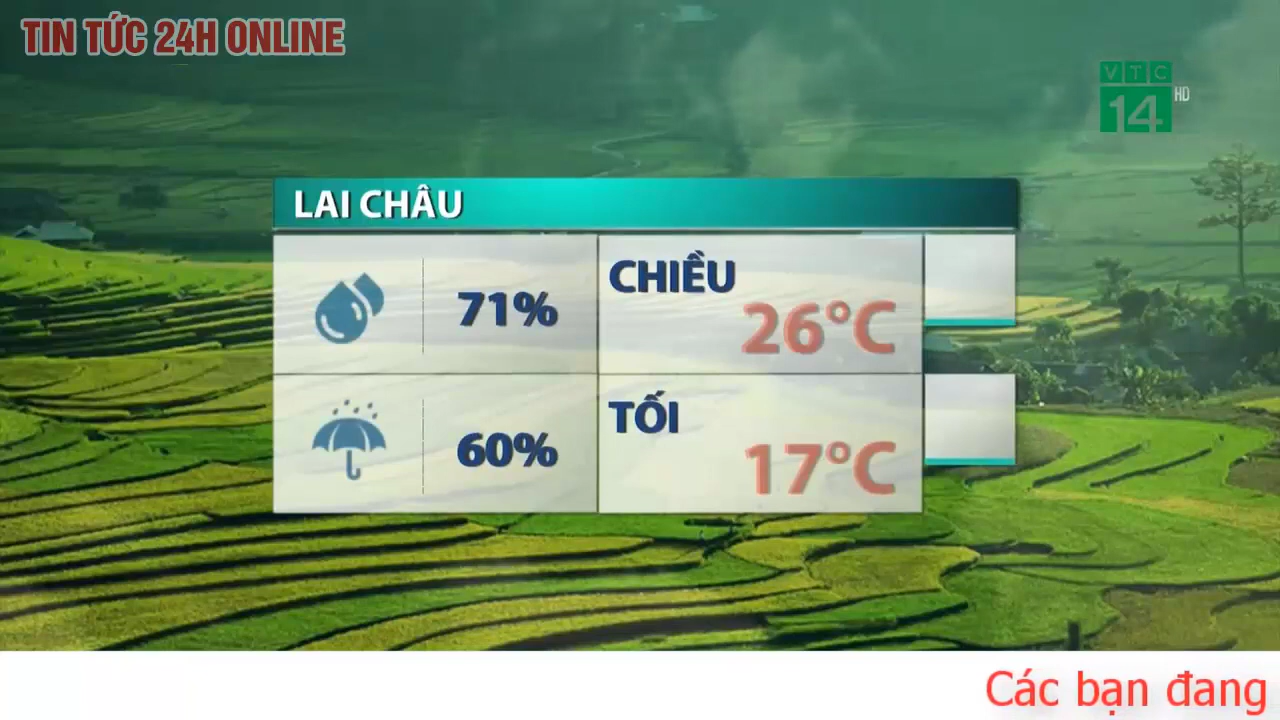 TIN TỨC 24H ONLINE
VTC
14 HD
LAI CHÂU
71%
CHIỀU
26°C
60%
TỐI
17°C
Các bạn đang